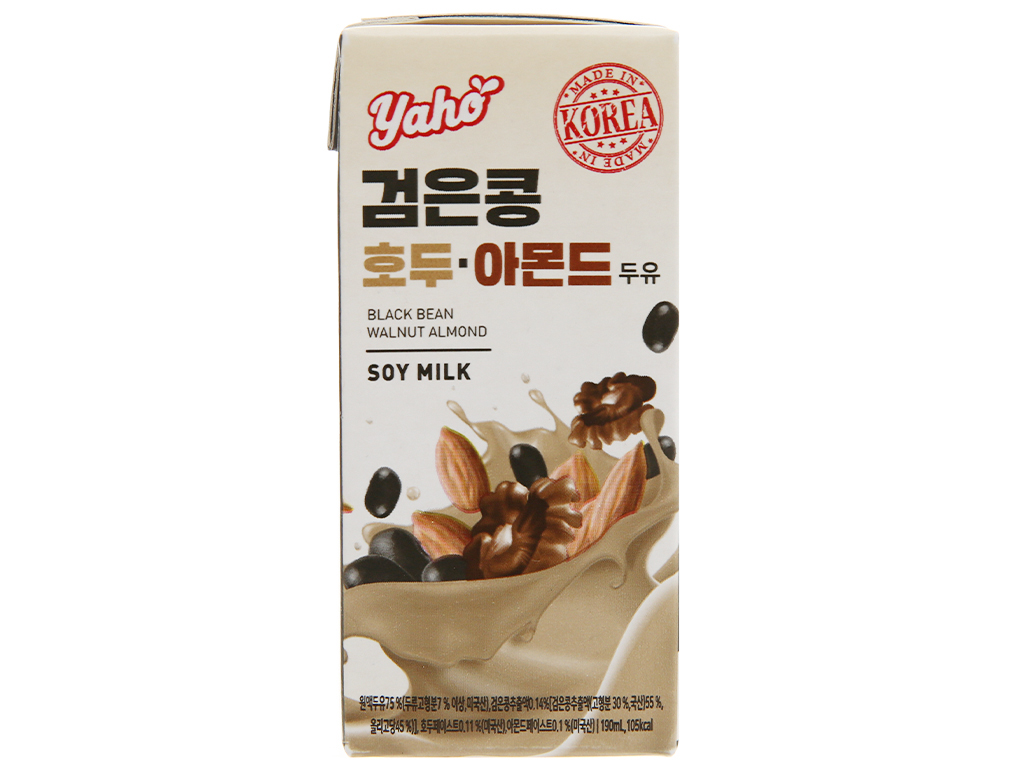 Yaho
MADE IN
KOREA
MADE IN
검은콩
호두·아몬드 두유
BLACK BEAN
WALNUT ALMOND
SOY MILK
원액두유75 %(두류고형분7 % 이상,미국산),검은콩추출액0.14%[검은콩추출액(고형분 30 %,국산)55 %,
올리고당45 %)], 호두페이스트0.11 %(미국산),아몬드페이스트0.1 %(미국산) | 190mL, 105kcal